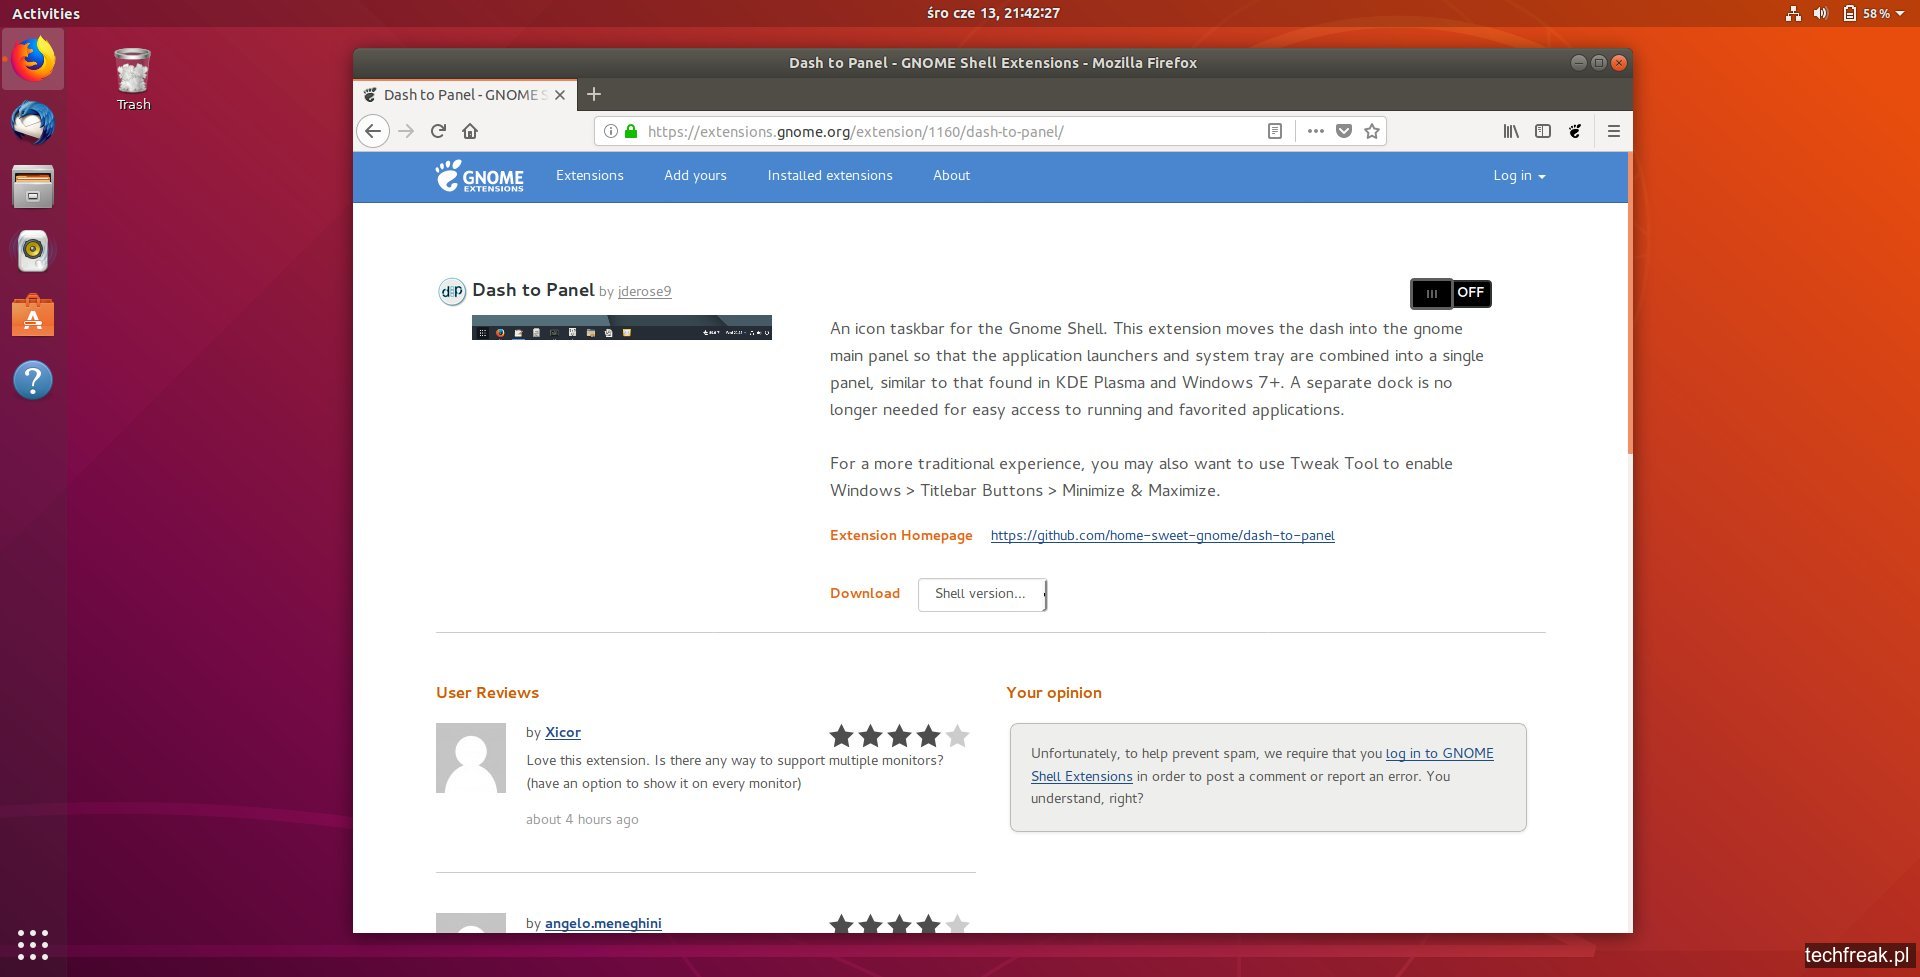 Activities
śro cze 13, 21:42:27
58 %
Trash
Dash to Panel - GNOME Shell Extensions - Mozilla Firefox
Dash to Panel - GNOME S
https://extensions.gnome.org/extension/1160/dash-to-panel/
GNOME
EXTENSIONS
Extensions
Add yours
Installed extensions
About
Log in
d p
Dash to Panel by jderose9
OFF
An icon taskbar for the Gnome Shell. This extension moves the dash into the gnome
main panel so that the application launchers and system tray are combined into a single
panel, similar to that found in KDE Plasma and Windows 7+. A separate dock is no
longer needed for easy access to running and favorited applications.
For a more traditional experience, you may also want to use Tweak Tool to enable
Windows > Titlebar Buttons > Minimize & Maximize.
Extension Homepage https://github.com/home-sweet-gnome/dash-to-panel
Download Shell version...
User Reviews
by Xicor
Love this extension. Is there any way to support multiple monitors?
(have an option to show it on every monitor)
about 4 hours ago
by angelo.meneghini
Your opinion
Unfortunately, to help prevent spam, we require that you log in to GNOME
Shell Extensions in order to post a comment or report an error. You
understand, right?
techfreak.pl